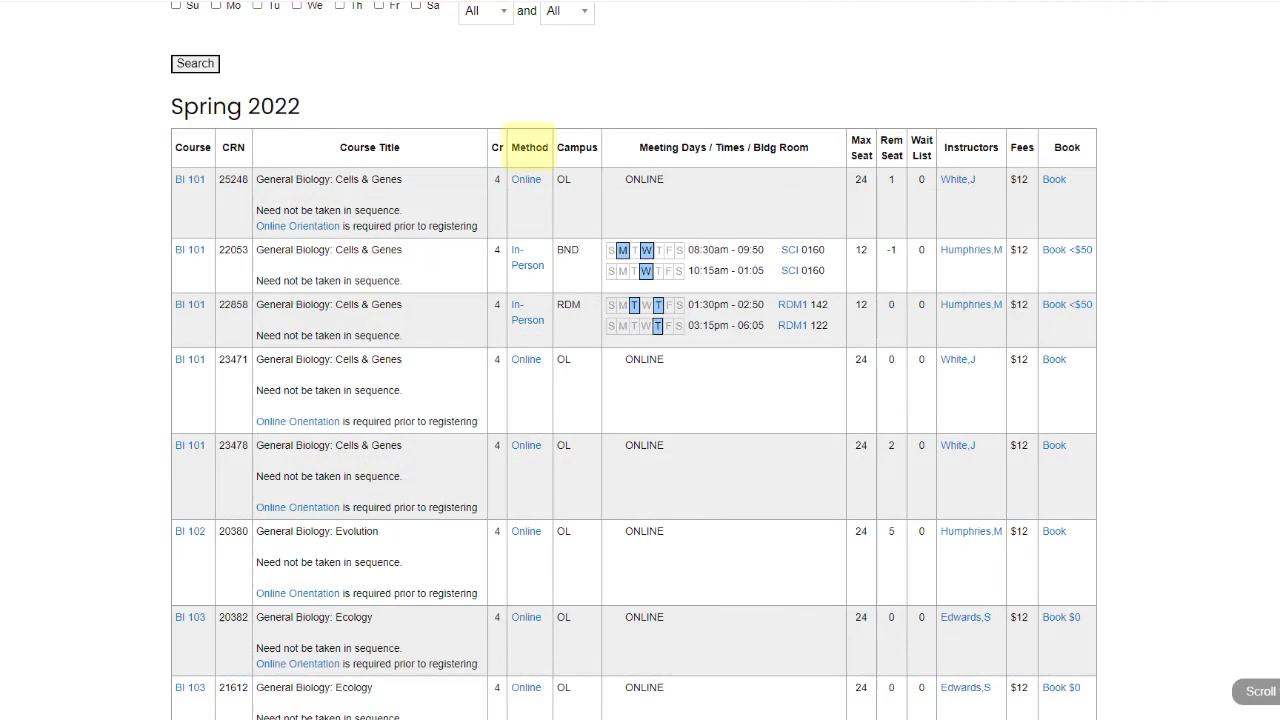 Su Mo Tu We Th Fr Sa All and All
Search
Spring 2022
Course CRN Course Title Cr Method Campus Meeting Days / Times / Bldg Room Max Seat Rem Seat Wait List Instructors Fees Book
BI 101 25248 General Biology: Cells & Genes 4 Online OL ONLINE 24 1 0 White,J $12 Book
Need not be taken in sequence.
Online Orientation is required prior to registering
BI 101 22053 General Biology: Cells & Genes 4 In-Person BND S M T W T F S 08:30am - 09:50 SCI 0160 12 -1 0 Humphries,M $12 Book <$50
S M T W T F S 10:15am - 01:05 SCI 0160
Need not be taken in sequence.
BI 101 22858 General Biology: Cells & Genes 4 In-Person RDM S M T W T F S 01:30pm - 02:50 RDM1 142 12 0 0 Humphries,M $12 Book <$50
S M T W T F S 03:15pm - 06:05 RDM1 122
Need not be taken in sequence.
BI 101 23471 General Biology: Cells & Genes 4 Online OL ONLINE 24 0 0 White,J $12 Book
Need not be taken in sequence.
Online Orientation is required prior to registering
BI 101 23478 General Biology: Cells & Genes 4 Online OL ONLINE 24 2 0 White,J $12 Book
Need not be taken in sequence.
Online Orientation is required prior to registering
BI 102 20380 General Biology: Evolution 4 Online OL ONLINE 24 5 0 Humphries,M $12 Book
Need not be taken in sequence.
Online Orientation is required prior to registering
BI 103 20382 General Biology: Ecology 4 Online OL ONLINE 24 0 0 Edwards,S $12 Book $0
Need not be taken in sequence.
Online Orientation is required prior to registering
BI 103 21612 General Biology: Ecology 4 Online OL ONLINE 24 0 0 Edwards,S $12 Book $0
Scroll
Need not be taken in sequence.